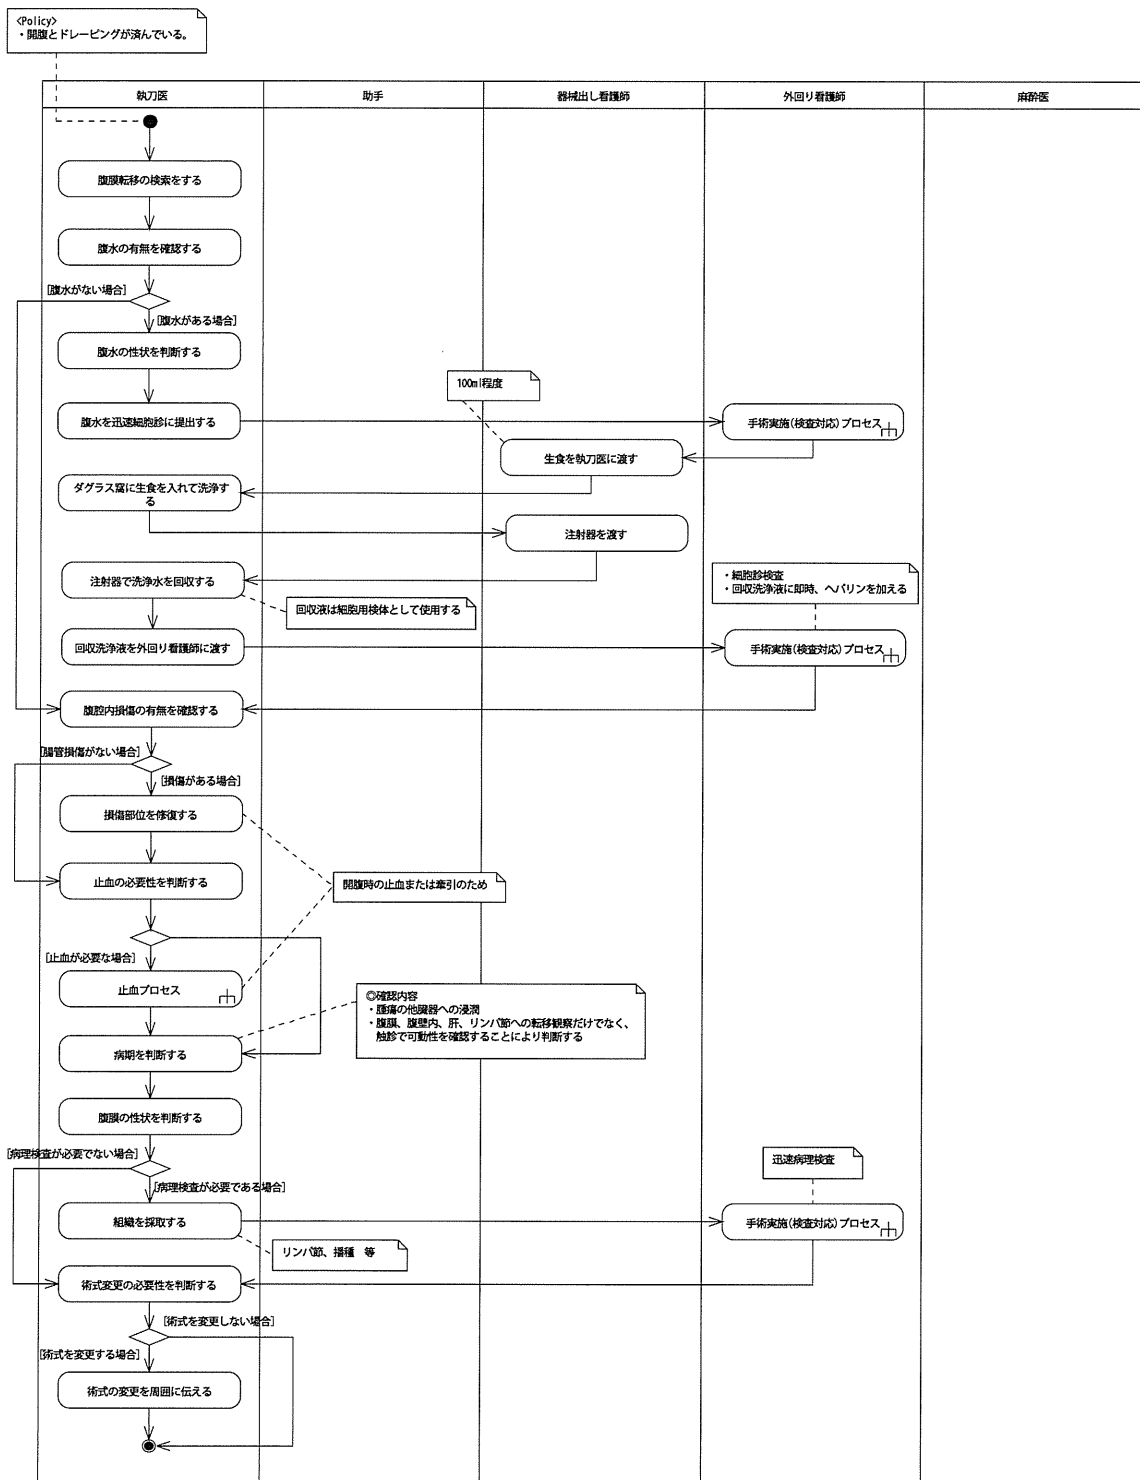 <Policy>
・開腹とドレーピングが済んでいる。
執刀医
助手
器械出し看護師
外回り看護師
麻酔医
腹膜転移の検索をする
腹水の有無を確認する
[腹水がない場合]
[腹水がある場合]
腹水の性状を判断する
100ml程度
腹水を迅速細胞診に提出する
手術実施(検査対応)プロセス
生食を執刀医に渡す
ダグラス窩に生食を入れて洗浄す
る
注射器を渡す
注射器で洗浄水を回収する
・細胞診検査
・回収洗浄液に即時、ヘパリンを加える
回収液は細胞用検体として使用する
回収洗浄液を外回り看護師に渡す
手術実施(検査対応)プロセス
腹腔内損傷の有無を確認する
[腸管損傷がない場合]
[損傷がある場合]
損傷部位を修復する
止血の必要性を判断する
開腹時の止血または牽引のため
[止血が必要な場合]
止血プロセス
◎確認内容
・腫瘍の他臓器への浸潤
・腹膜、腹壁内、肝、リンパ節への転移観察だけでなく、
触診で可動性を確認することにより判断する
病期を判断する
腹膜の性状を判断する
[病理検査が必要でない場合]
[病理検査が必要である場合]
迅速病理検査
組織を採取する
手術実施(検査対応)プロセス
リンパ節、播種　等
術式変更の必要性を判断する
[術式を変更しない場合]
[術式を変更する場合]
術式の変更を周囲に伝える